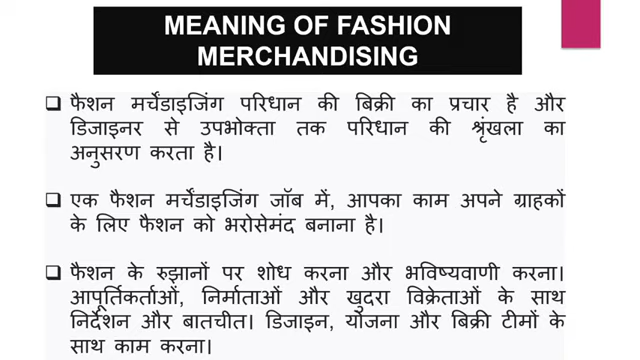 MEANING OF FASHION
MERCHANDISING
❑ फैशन मर्चेंडाइजिंग परिधान की बिक्री का प्रचार है और
डिजाइनर से उपभोक्ता तक परिधान की श्रृंखला का
अनुसरण करता है।
❑ एक फैशन मर्चेंडाइजिंग जॉब में, आपका काम अपने ग्राहकों
के लिए फैशन को भरोसेमंद बनाना है।
❑ फैशन के रुझानों पर शोध करना और भविष्यवाणी करना।
आपूर्तिकर्ताओं, निर्माताओं और खुदरा विक्रेताओं के साथ
निर्देशन और बातचीत। डिजाइन, योजना और बिक्री टीमों के
साथ काम करना।